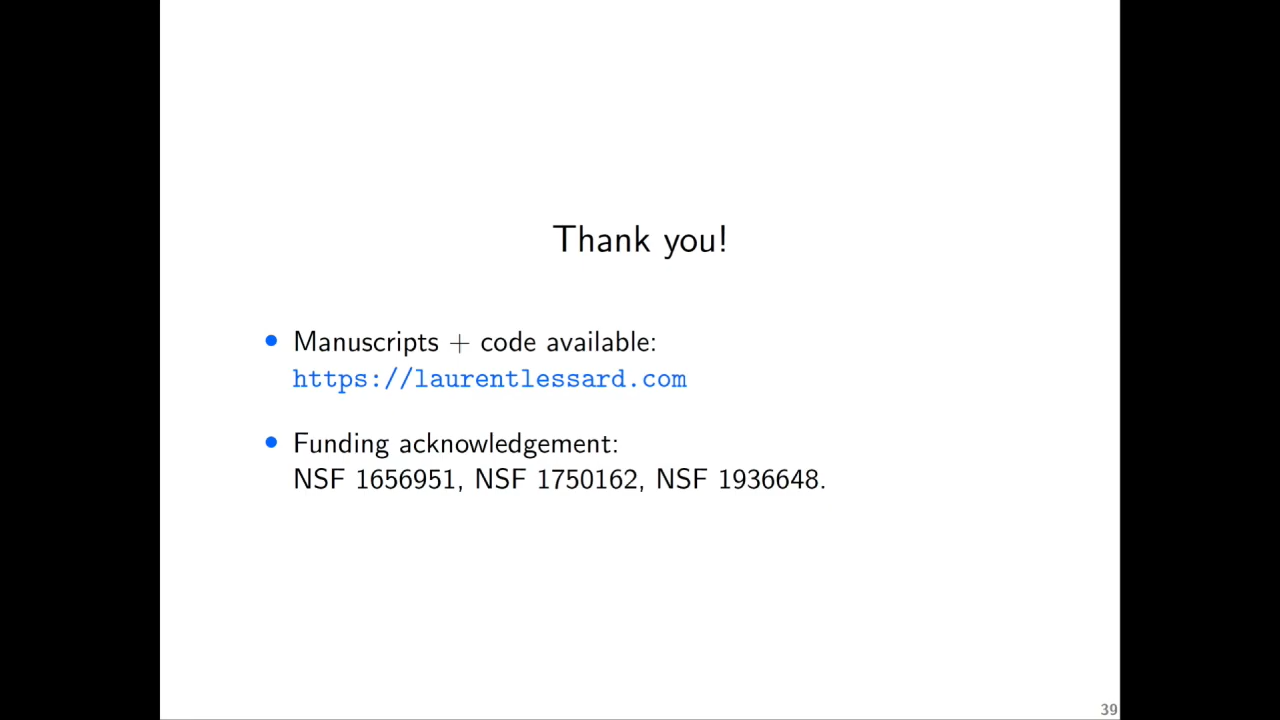 Thank you!
• Manuscripts + code available:
https://laurentlessard.com
• Funding acknowledgement:
NSF 1656951, NSF 1750162, NSF 1936648.
39